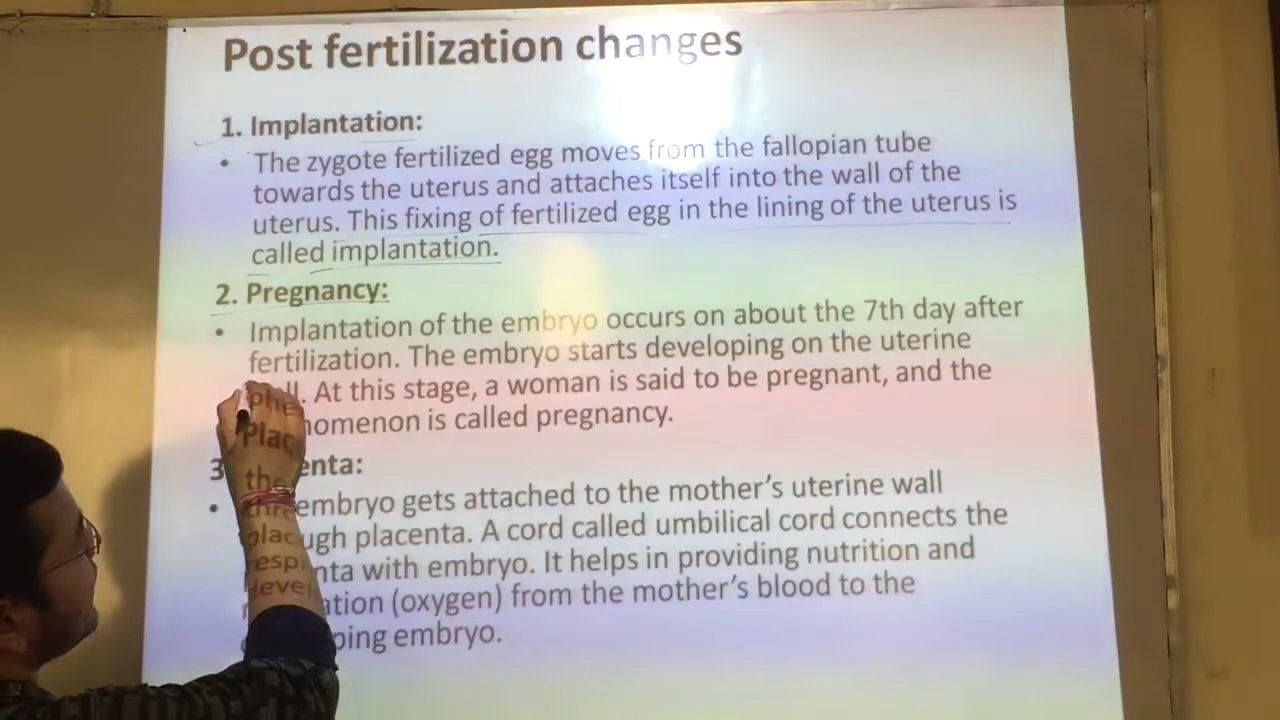 Post fertilization changes
1. Implantation:
• The zygote fertilized egg moves from the fallopian tube
towards the uterus and attaches itself into the wall of the
uterus. This fixing of fertilized egg in the lining of the uterus is
called implantation.
2. Pregnancy:
• Implantation of the embryo occurs on about the 7th day after
fertilization. The embryo starts developing on the uterine
. At this stage, a woman is said to be pregnant, and the
phenomenon is called pregnancy.
3. Placenta:
• the embryo gets attached to the mother's uterine wall
through placenta. A cord called umbilical cord connects the
placenta with embryo. It helps in providing nutrition and
respiration (oxygen) from the mother's blood to the
developing embryo.